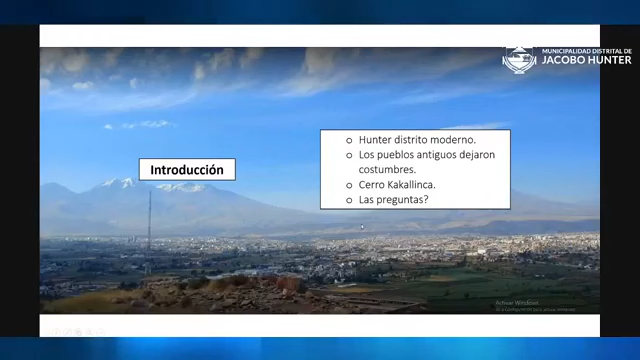 MUNICIPALIDAD DISTRITAL DE
JACOBO HUNTER
Introducción
o Hunter distrito moderno.
o Los pueblos antiguos dejaron
costumbres.
o Cerro Kakallinca.
o Las preguntas?
Activar Windows